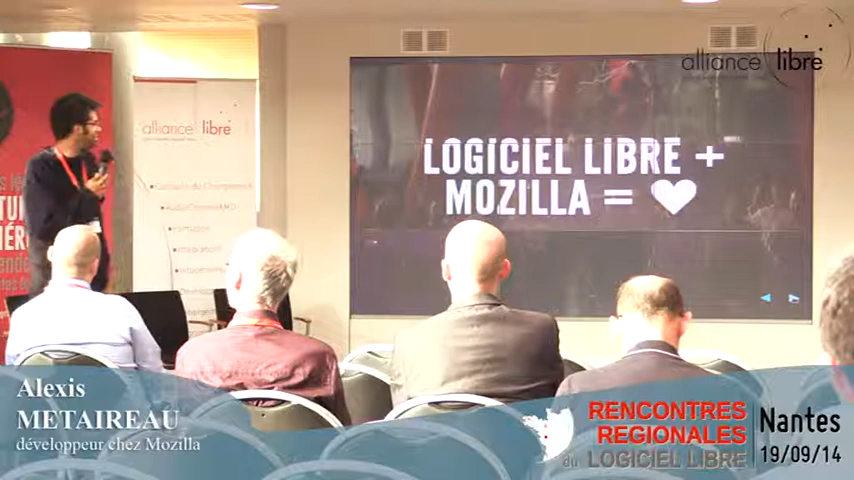 alliance libre
LOGICIEL LIBRE +
MOZILLA = ♥
alliance libre
Formation
Alexis
METAIREAU
développeur chez Mozilla
RENCONTRES
REGIONALES
du LOGICIEL LIBRE
Nantes
19/09/14